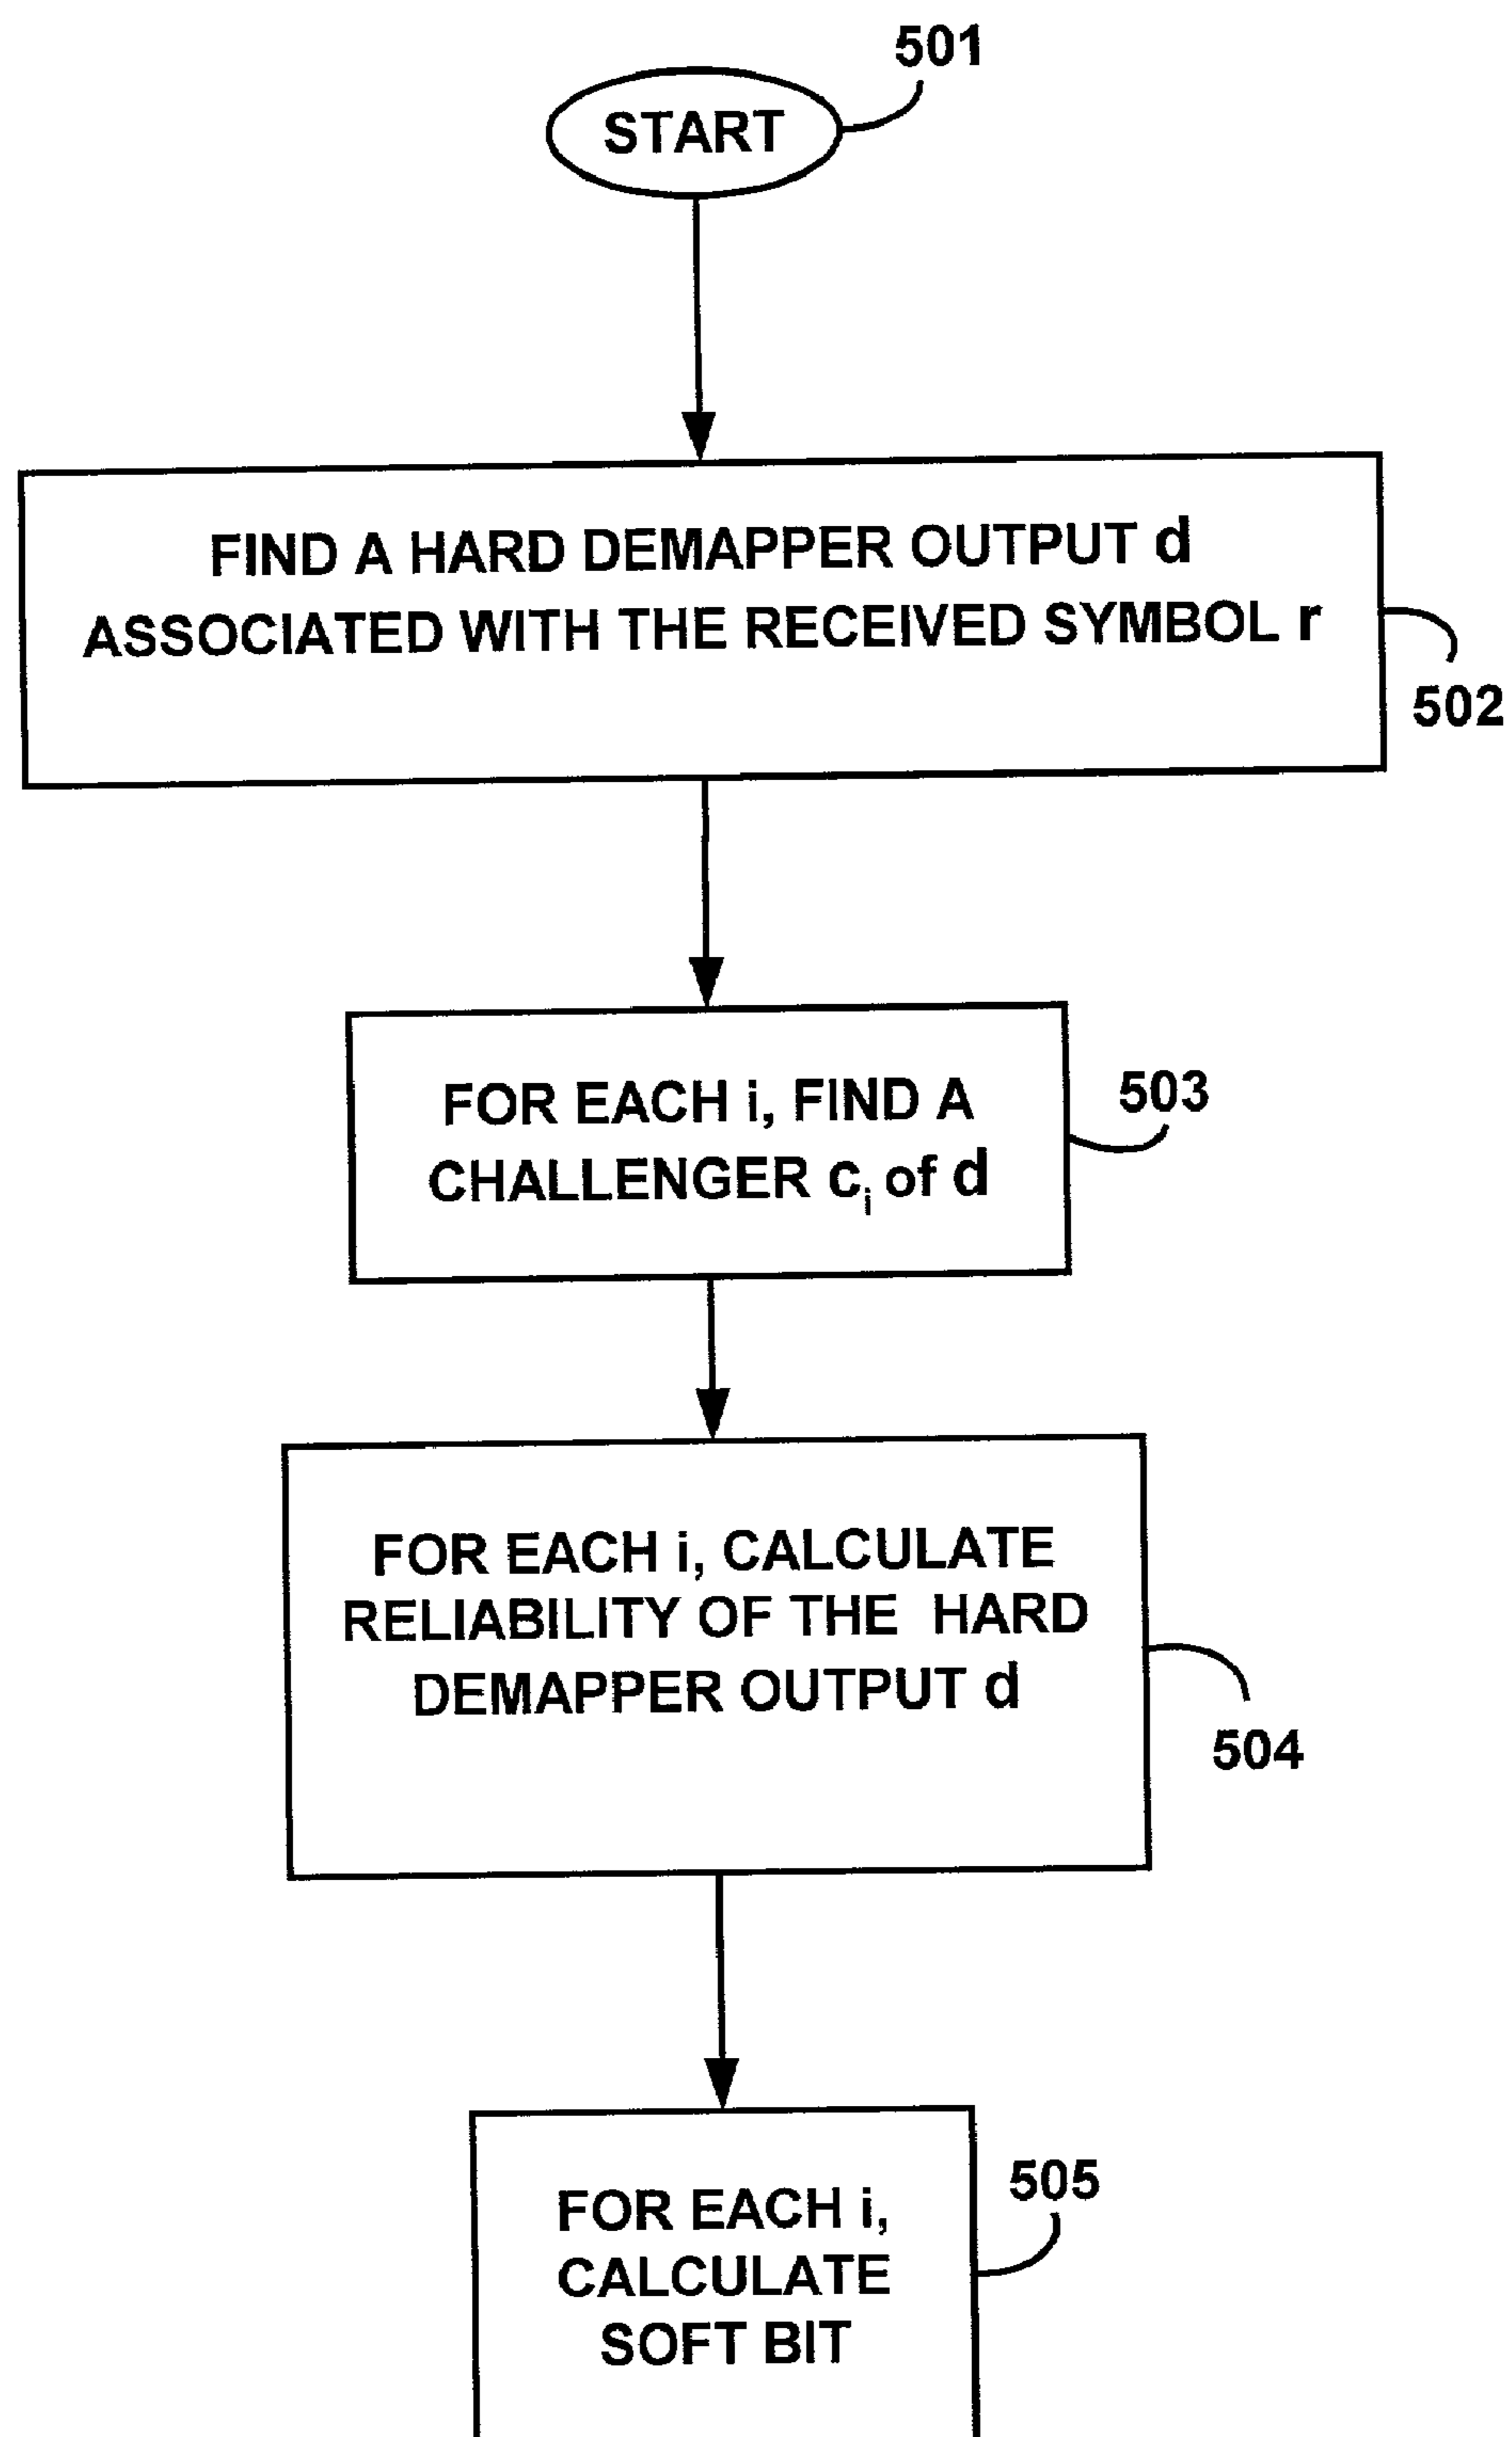 501
START
FIND A HARD DEMAPPER OUTPUT d
ASSOCIATED WITH THE RECEIVED SYMBOL r
502
FOR EACH i, FIND A
CHALLENGER cᵢ of d
503
FOR EACH i, CALCULATE
RELIABILITY OF THE HARD
DEMAPPER OUTPUT d
504
FOR EACH i,
CALCULATE
SOFT BIT
505